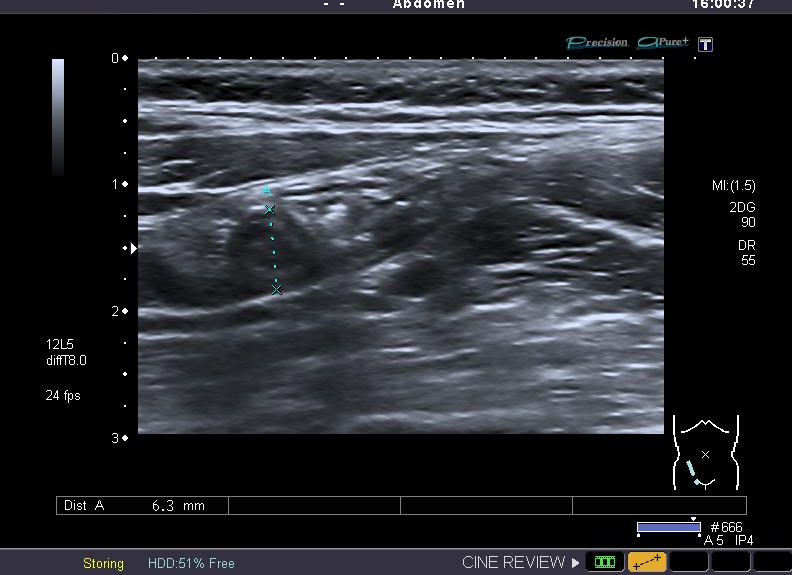 - - Abdomen 16:00:37
Precision APure+ T
0
1
2
3
A
MI:(1.5)
2DG
90
DR
55
12L5
diffT8.0
24 fps
Dist A 6.3 mm
#666
A 5 IP4
Storing HDD:51% Free CINE REVIEW